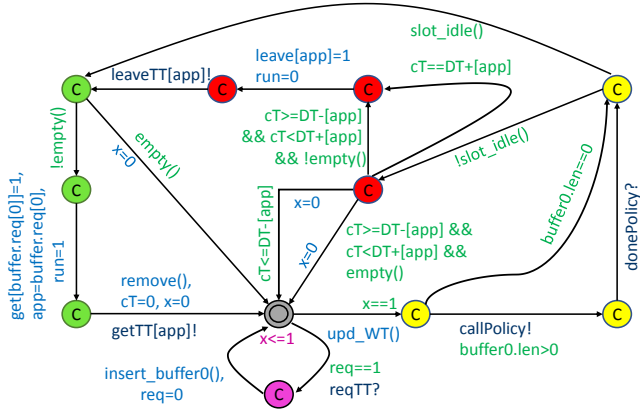 slot_idle()
leave[app]=1
run=0
leaveTT[app]!
cT==DT+[app]
C
C
C
C
!empty()
empty()
x=0
cT>=DT-[app]
&& cT<DT+[app]
&& !empty()
!slot_idle()
buffer0.len==0
donePolicy?
C
C
get[buffer.req[0]]=1,
app=buffer.req[0],
run=1
cT<=DT-[app]
x=0
x=0
cT>=DT-[app] &&
cT<DT+[app] &&
empty()
remove(),
cT=0, x=0
C
getTT[app]!
x<=1
x==1
upd_WT()
C
C
callPolicy!
buffer0.len>0
insert_buffer0(),
req=0
req==1
reqTT?
C